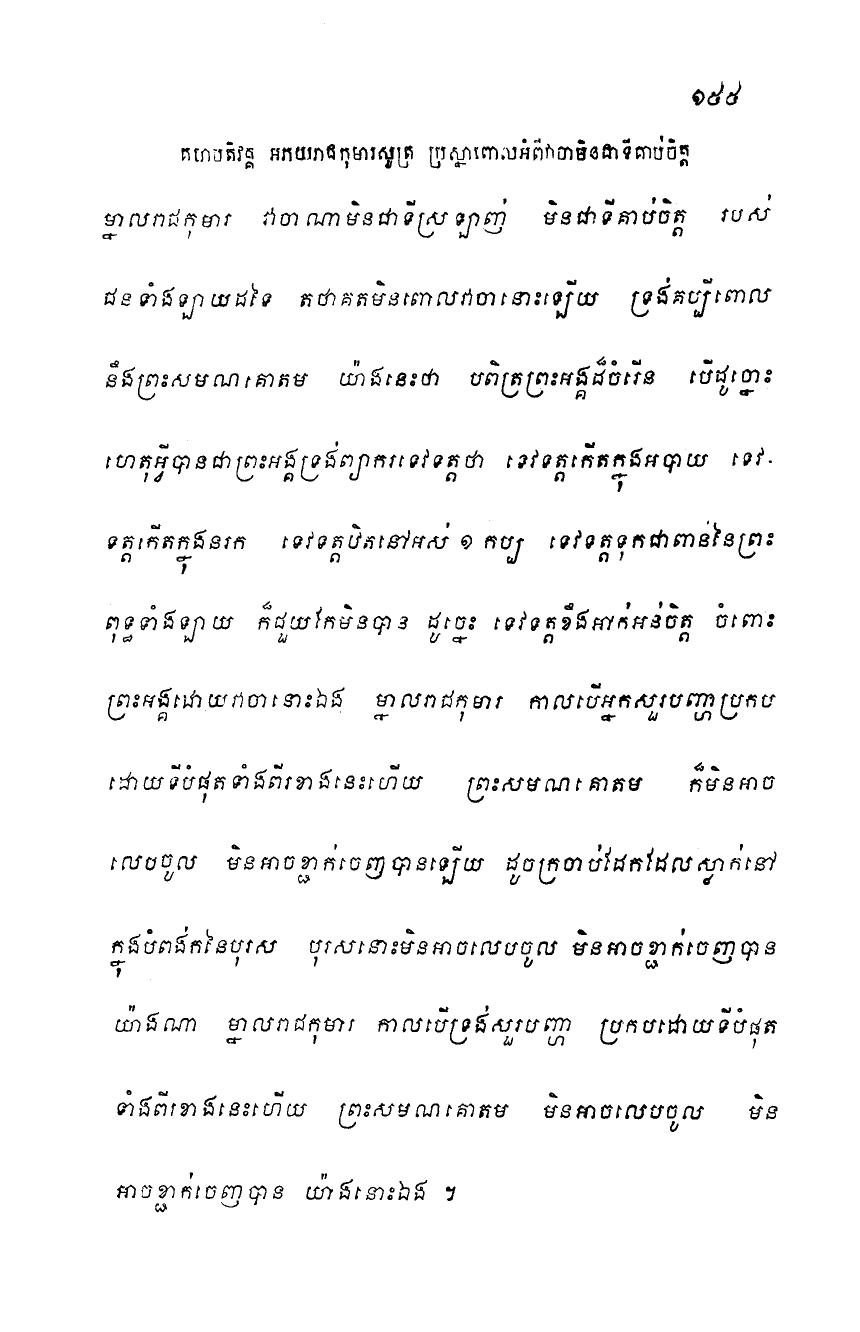 ១៥៥
គហបតិវគ្គ អភយរាជកុមារសូត្រ ប្រស្នាពោលអំពីវាចាមិនជាទីគាប់ចិត្ត
ម្នាលរាជកុមារ វាចាណាមិនជាទីស្រឡាញ់ មិនជាទីគាប់ចិត្ត របស់
ជនទាំងឡាយដទៃ តថាគតមិនពោលវាចានោះឡើយ ទ្រង់គប្បីពោល
នឹងព្រះសមណគោតម យ៉ាងនេះថា បពិត្រព្រះអង្គដ៏ចំរើន បើដូច្នោះ
ហេតុអ្វីបានជាព្រះអង្គទ្រង់ព្យាករទេវទត្តថា ទេវទត្តកើតក្នុងអបាយ ទេវ-
ទត្តកើតក្នុងនរក ទេវទត្តឋិតនៅអស់ ១ កប្ប ទេវទត្តទុកជាពាន់នៃព្រះ
ពុទ្ធទាំងឡាយ ក៏ជួយកែមិនបាន ដូច្នេះ ទេវទត្តខឹងអាក់អន់ចិត្ត ចំពោះ
ព្រះអង្គដោយវាចានោះឯង ម្នាលរាជកុមារ កាលបើអ្នកសួរបញ្ហាប្រកប
ដោយទីបំផុតទាំងពីរខាងនេះហើយ ព្រះសមណគោតម ក៏មិនអាច
លេបចូល មិនអាចខ្ជាក់ចេញបានឡើយ ដូចក្រចាប់ដែកដែលស្លាក់នៅ
ក្នុងបំពង់កនៃបុរស បុរសនោះមិនអាចលេបចូល មិនអាចខ្ជាក់ចេញបាន
យ៉ាងណា ម្នាលរាជកុមារ កាលបើទ្រង់សួរបញ្ហា ប្រកបដោយទីបំផុត
ទាំងពីរខាងនេះហើយ ព្រះសមណគោតម មិនអាចលេបចូល មិន
អាចខ្ជាក់ចេញបាន យ៉ាងនោះឯង ។